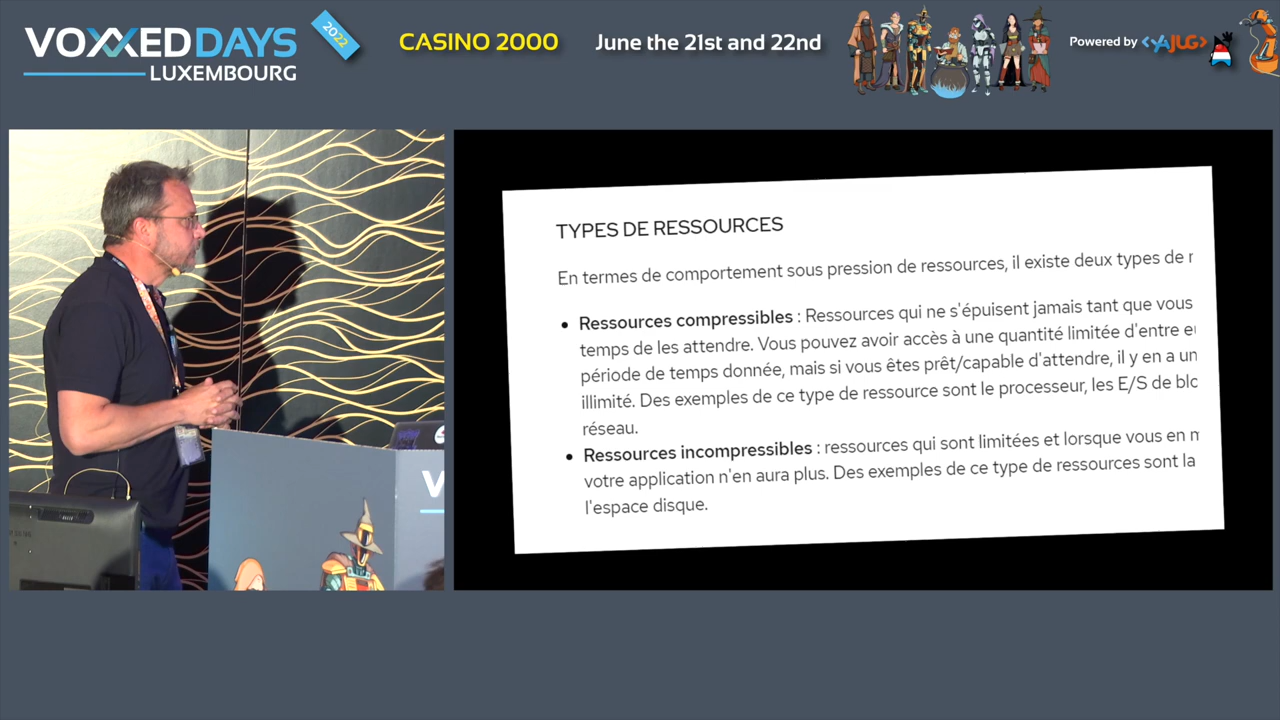 VOXXEDDAYS
LUXEMBOURG
2022
CASINO 2000
June the 21st and 22nd
Powered by <YAJUG>
TYPES DE RESSOURCES
En termes de comportement sous pression de ressources, il existe deux types de r
• Ressources compressibles : Ressources qui ne s'épuisent jamais tant que vous
temps de les attendre. Vous pouvez avoir accès à une quantité limitée d'entre e
période de temps donnée, mais si vous êtes prêt/capable d'attendre, il y en a un
illimité. Des exemples de ce type de ressource sont le processeur, les E/S de blo
réseau.
• Ressources incompressibles : ressources qui sont limitées et lorsque vous en m
votre application n'en aura plus. Des exemples de ce type de ressources sont la
l'espace disque.
V